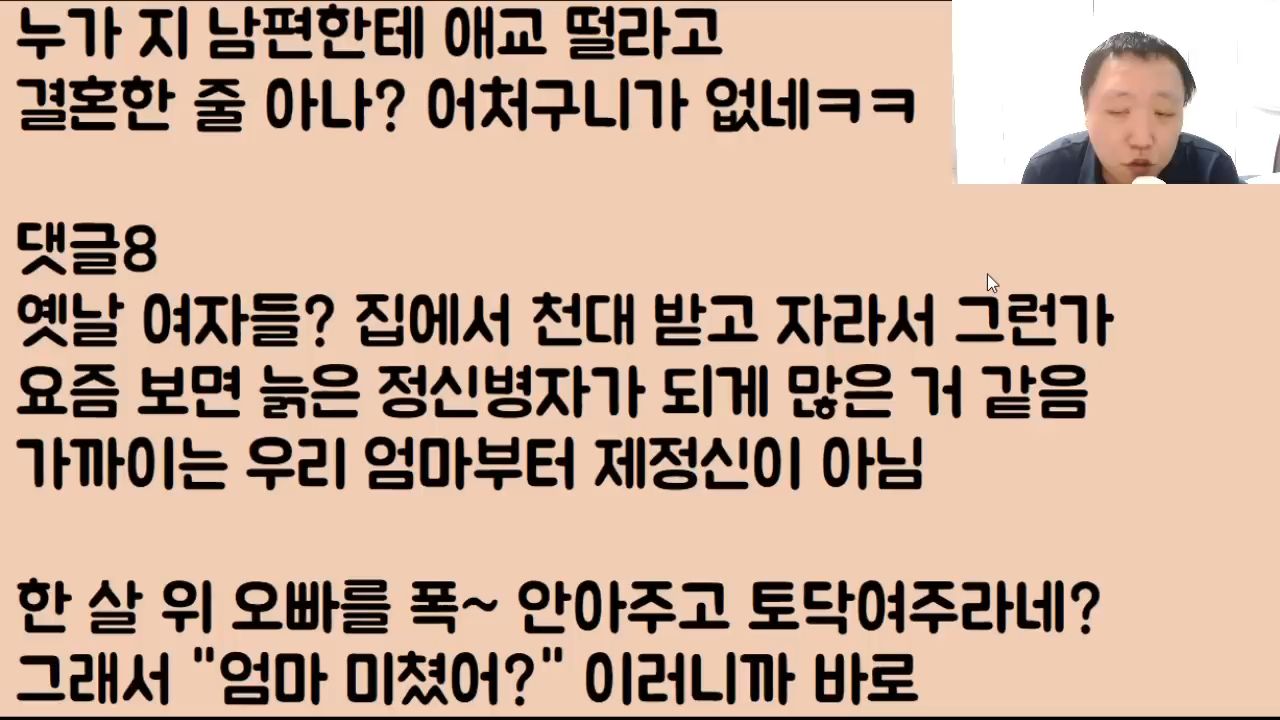 누가 지 남편한테 애교 떨라고
결혼한 줄 아나? 어처구니가 없네ㅋㅋ
댓글8
옛날 여자들? 집에서 천대 받고 자라서 그런가
요즘 보면 늙은 정신병자가 되게 많은 거 같음
가까이는 우리 엄마부터 제정신이 아님
한 살 위 오빠를 폭~ 안아주고 토닥여주라네?
그래서 "엄마 미쳤어?" 이러니까 바로